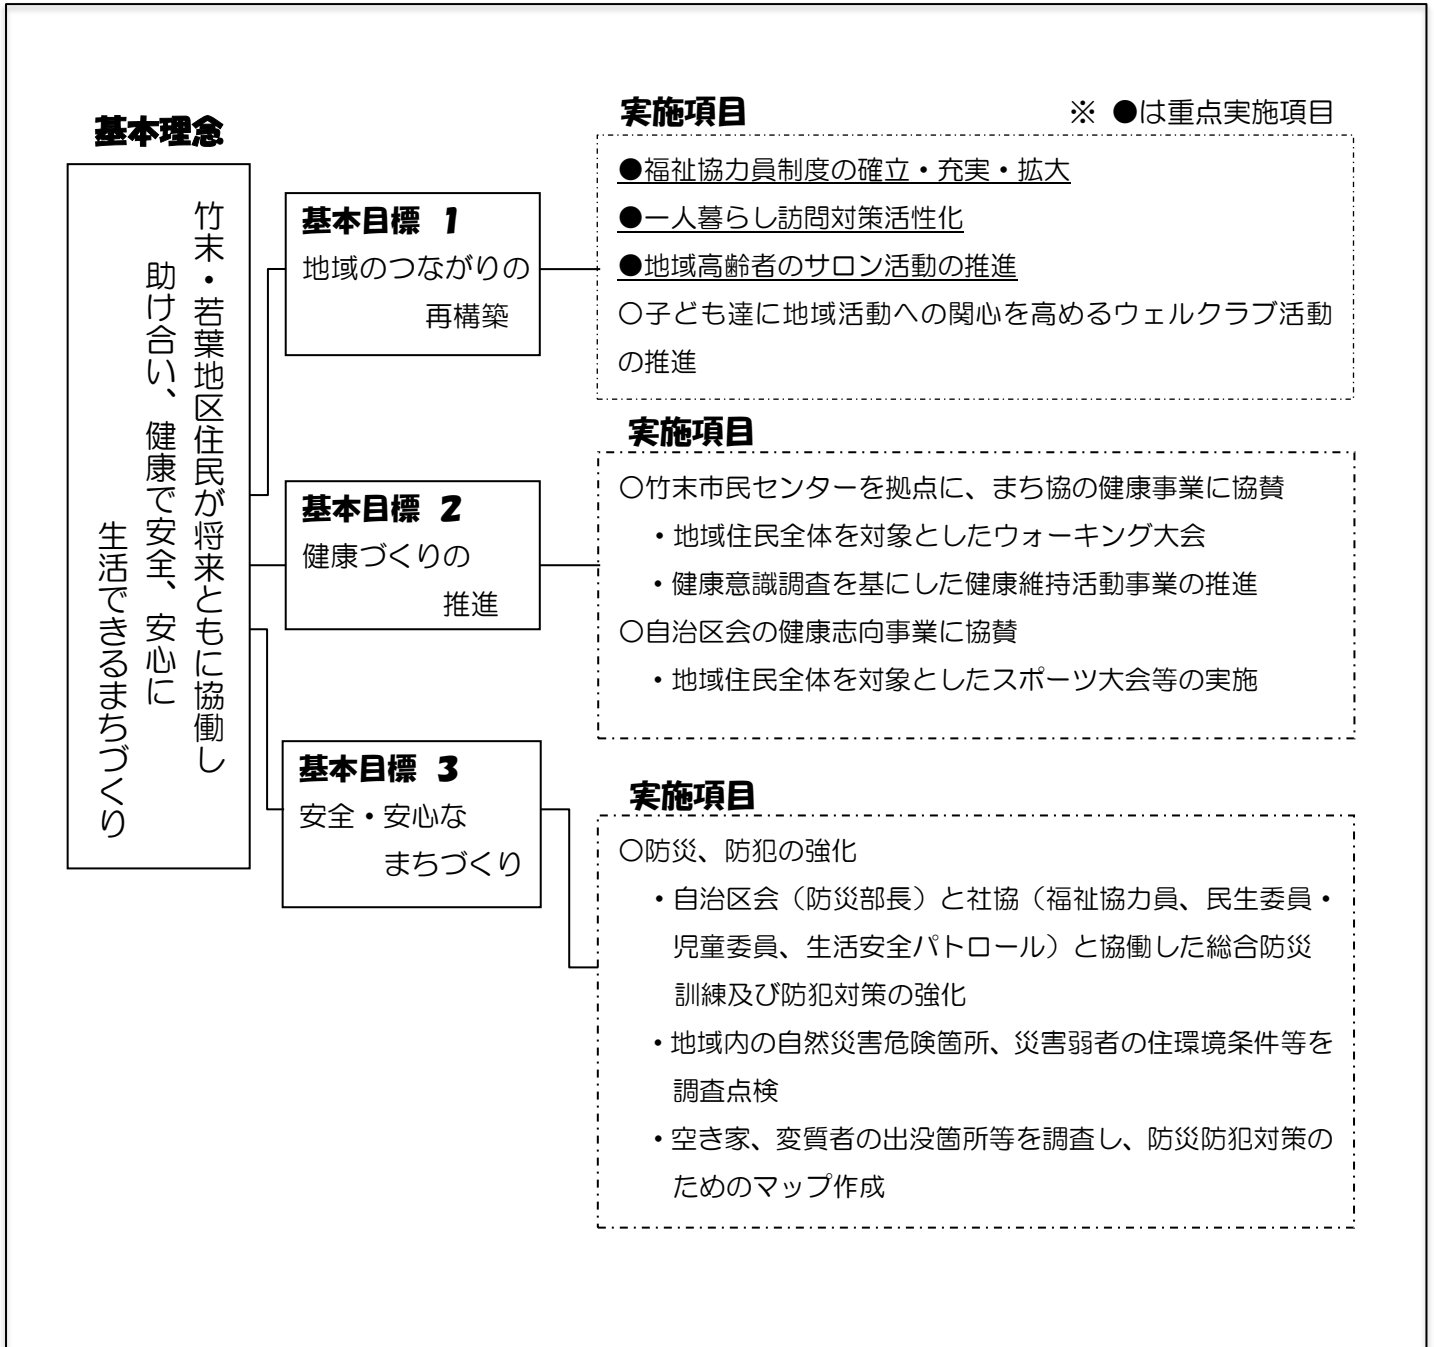 基本理念
竹末・若葉地区住民が将来ともに協働し
助け合い、健康で安全、安心に
生活できるまちづくり
基本目標 1
地域のつながりの
再構築
実施項目
※ ●は重点実施項目
●福祉協力員制度の確立・充実・拡大
●一人暮らし訪問対策活性化
●地域高齢者のサロン活動の推進
○子ども達に地域活動への関心を高めるウェルクラブ活動
の推進
基本目標 2
健康づくりの
推進
実施項目
○竹末市民センターを拠点に、まち協の健康事業に協賛
・地域住民全体を対象としたウォーキング大会
・健康意識調査を基にした健康維持活動事業の推進
○自治区会の健康志向事業に協賛
・地域住民全体を対象としたスポーツ大会等の実施
基本目標 3
安全・安心な
まちづくり
実施項目
○防災、防犯の強化
・自治区会（防災部長）と社協（福祉協力員、民生委員・
児童委員、生活安全パトロール）と協働した総合防災
訓練及び防犯対策の強化
・地域内の自然災害危険箇所、災害弱者の住環境条件等を
調査点検
・空き家、変質者の出没箇所等を調査し、防災防犯対策の
ためのマップ作成